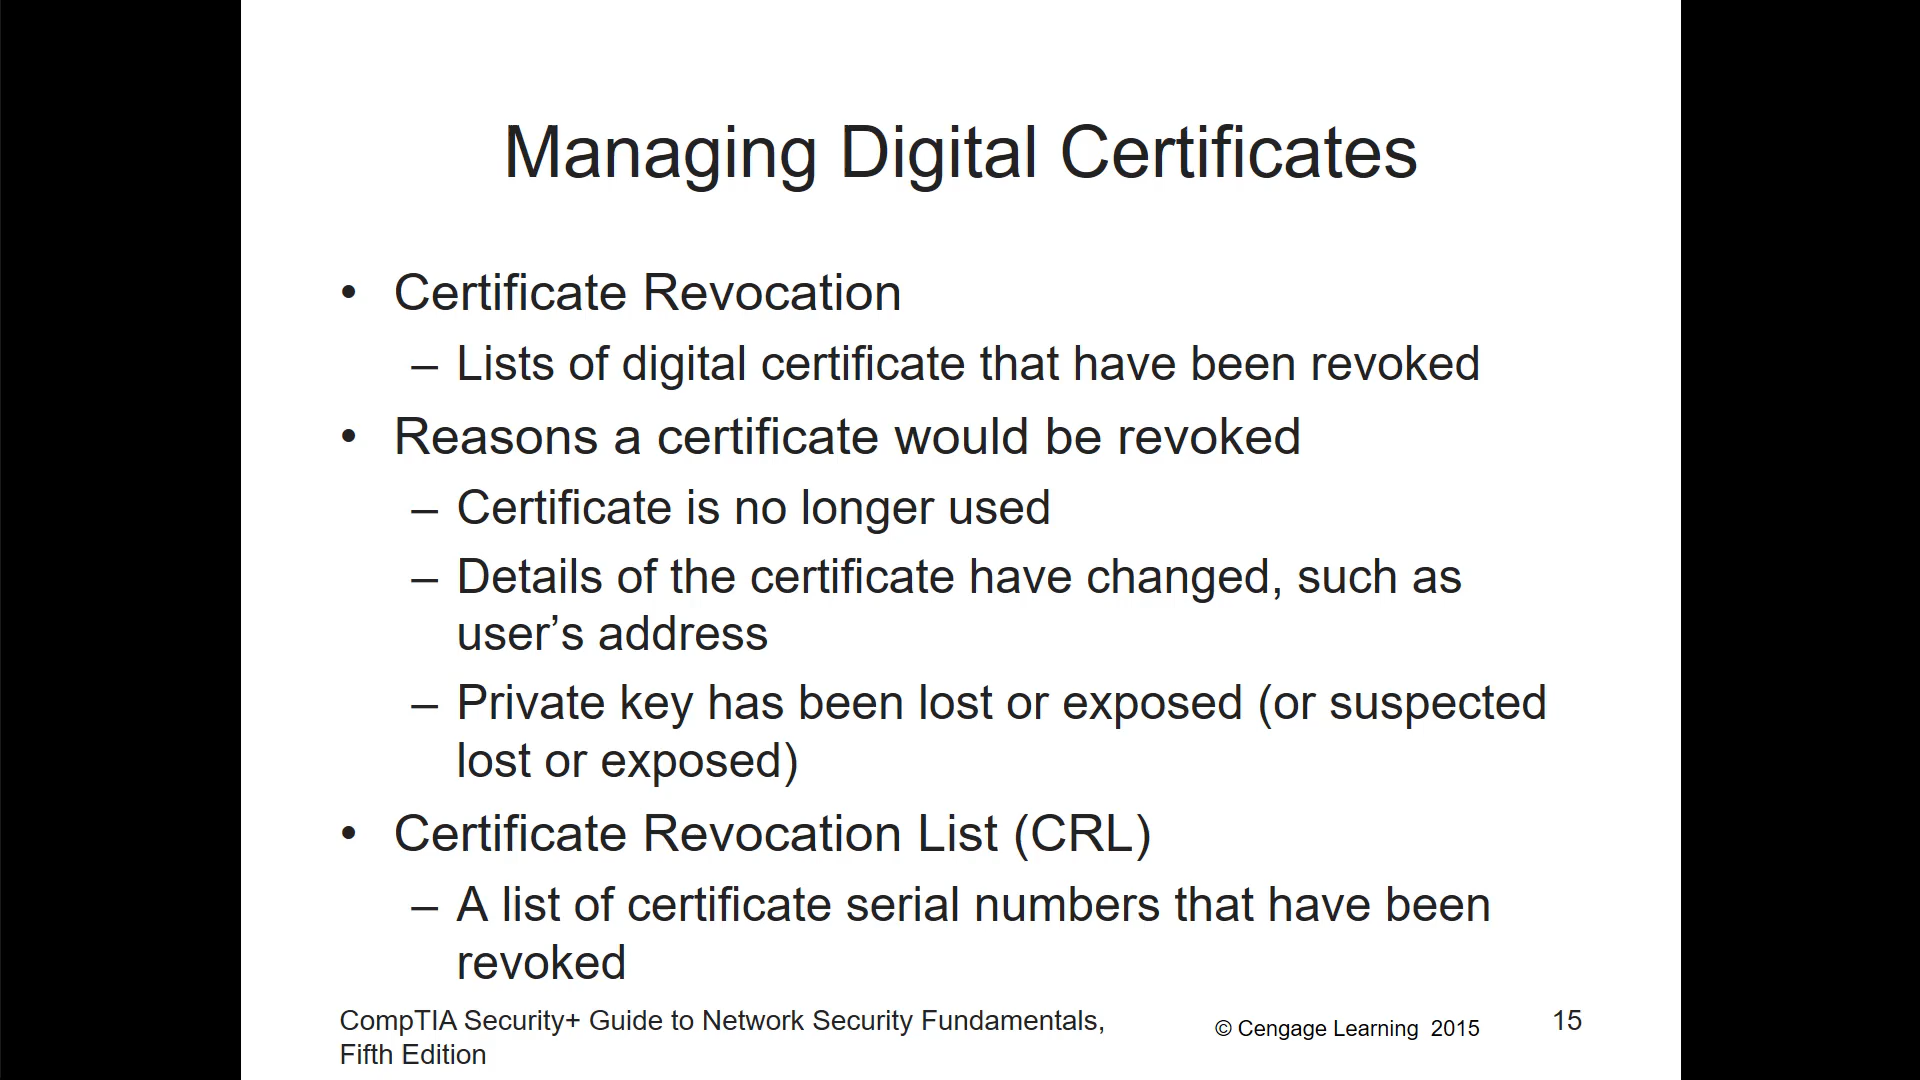 Managing Digital Certificates
• Certificate Revocation
– Lists of digital certificate that have been revoked
• Reasons a certificate would be revoked
– Certificate is no longer used
– Details of the certificate have changed, such as
user’s address
– Private key has been lost or exposed (or suspected
lost or exposed)
• Certificate Revocation List (CRL)
– A list of certificate serial numbers that have been
revoked
CompTIA Security+ Guide to Network Security Fundamentals,
Fifth Edition
© Cengage Learning 2015
15